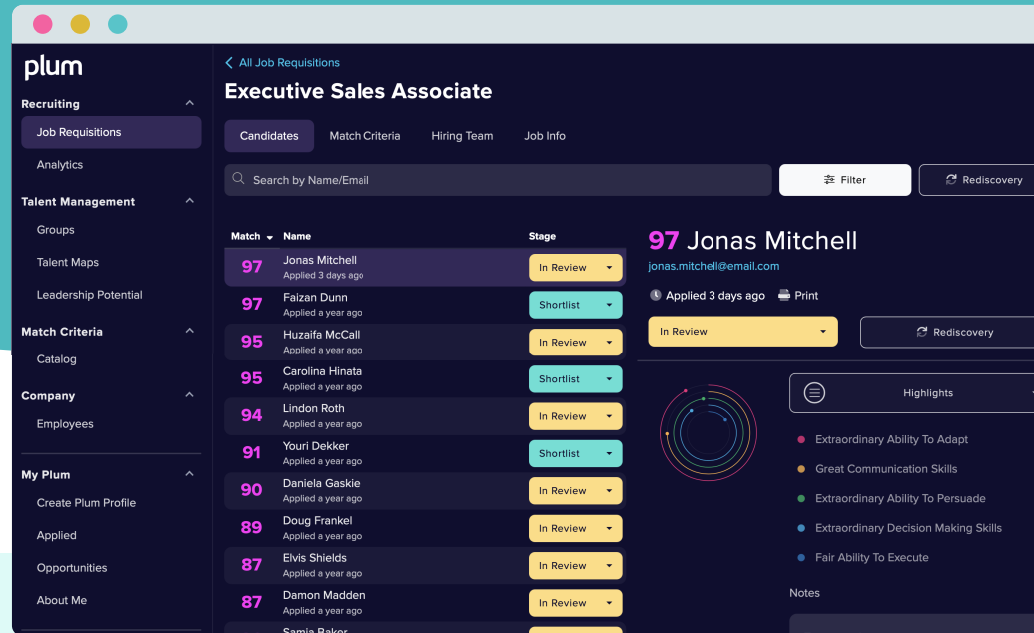 plum
Recruiting
Job Requisitions
Analytics
Talent Management
Groups
Talent Maps
Leadership Potential
Match Criteria
Catalog
Company
Employees
My Plum
Create Plum Profile
Applied
Opportunities
About Me
All Job Requisitions
Executive Sales Associate
Candidates Match Criteria Hiring Team Job Info
Search by Name/Email
Filter
Rediscovery
Match Name Stage
97 Jonas Mitchell In Review
Applied 3 days ago
97 Faizan Dunn Shortlist
Applied a year ago
95 Huzaifa McCall In Review
Applied a year ago
95 Carolina Hinata Shortlist
Applied a year ago
94 Lindon Roth In Review
Applied a year ago
91 Youri Dekker Shortlist
Applied a year ago
90 Daniela Gaskie In Review
Applied a year ago
89 Doug Frankel In Review
Applied a year ago
87 Elvis Shields In Review
Applied a year ago
87 Damon Madden In Review
Applied a year ago
Samia Baker
97 Jonas Mitchell
jonas.mitchell@email.com
Applied 3 days ago Print
In Review
Rediscovery
Highlights
Extraordinary Ability To Adapt
Great Communication Skills
Extraordinary Ability To Persuade
Extraordinary Decision Making Skills
Fair Ability To Execute
Notes